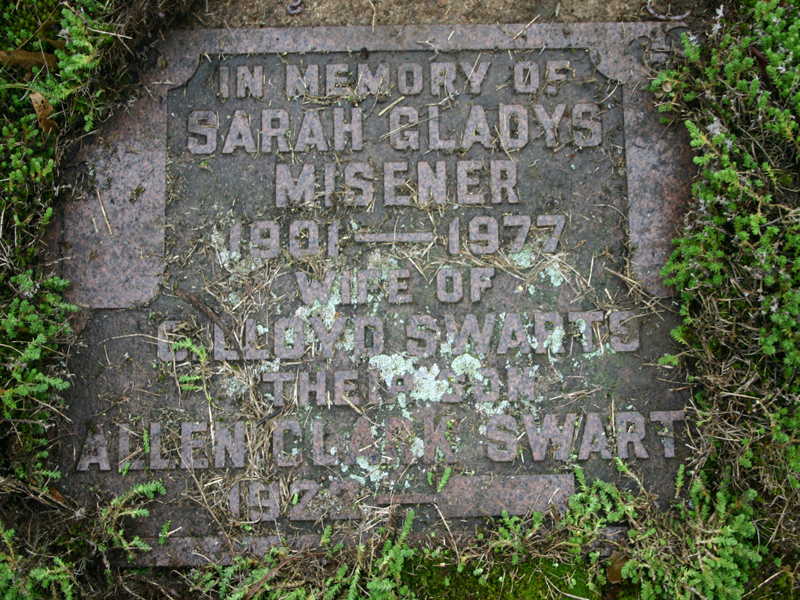 IN MEMORY OF
SARAH GLADYS
MISENER
1901 — 1977
WIFE OF
C. LLOYD SWARTS
THEIR SON
ALLEN CLARK SWART